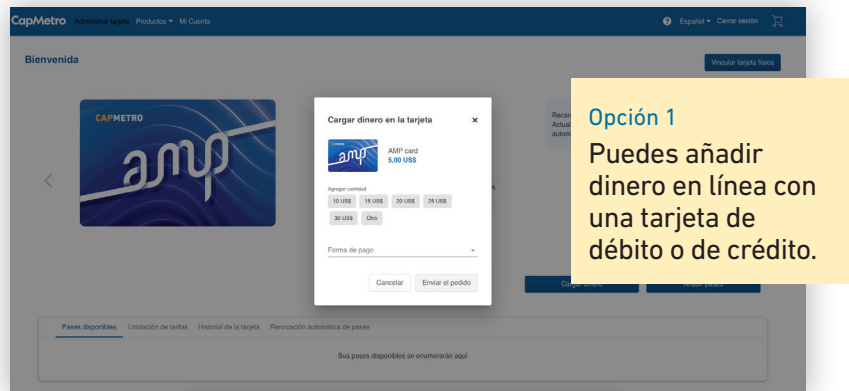 CapMetro Administrar tarjeta Productos Mi Cuenta Español Cerrar sesión
Bienvenida
Vincular tarjeta física
CAPMETRO
amp
Cargar dinero en la tarjeta ×
amp
AMP card
5,00 US$
Agregar cantidad
10 US$ 15 US$ 20 US$ 25 US$
30 US$ Otro
Forma de pago
Cancelar Enviar el pedido
Opción 1
Puedes añadir
dinero en línea con
una tarjeta de
débito o de crédito.
Cargar dinero Añadir pases
Pases disponibles Limitación de tarifas Historial de la tarjeta Renovación automática de pases
Sus pases disponibles se enumerarán aquí